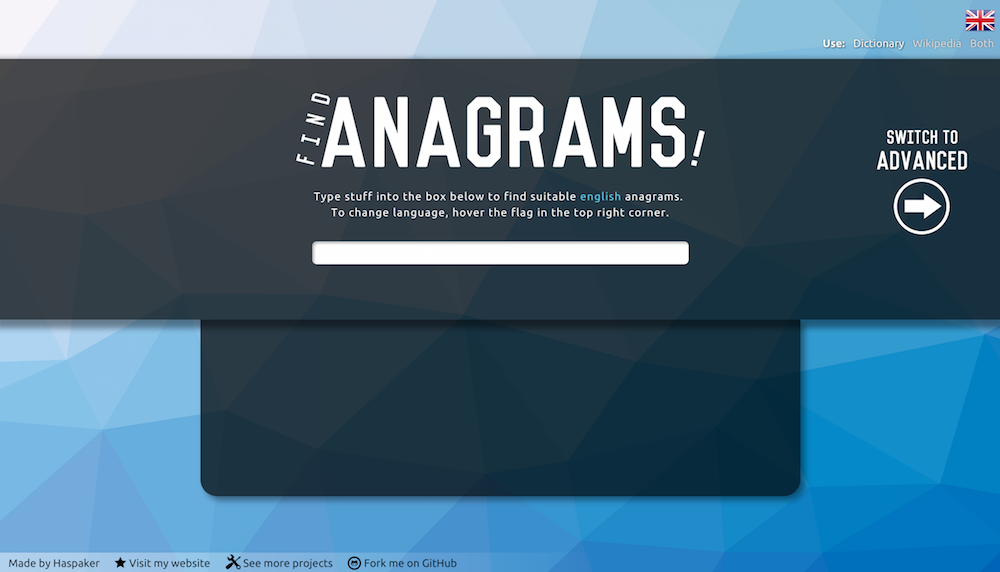 Use: Dictionary Wikipedia Both
FIND ANAGRAMS!
Type stuff into the box below to find suitable english anagrams.
To change language, hover the flag in the top right corner.
SWITCH TO
ADVANCED
Made by Haspaker Visit my website See more projects Fork me on GitHub